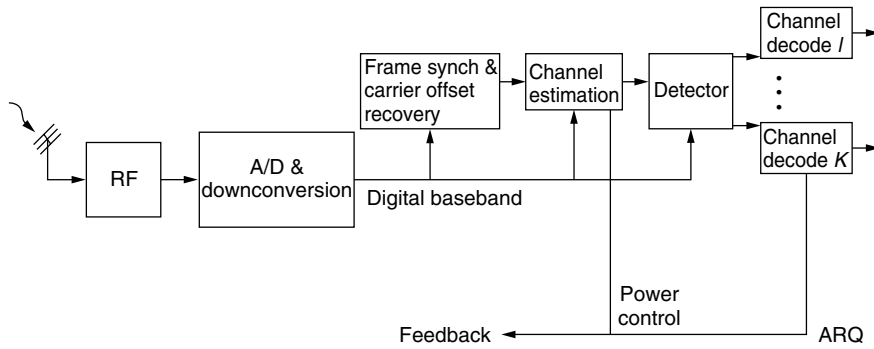 Channel
decode I
Frame synch &
carrier offset
recovery
Channel
estimation
Detector
Channel
decode K
RF
A/D &
downconversion
Digital baseband
Power
control
Feedback
ARQ